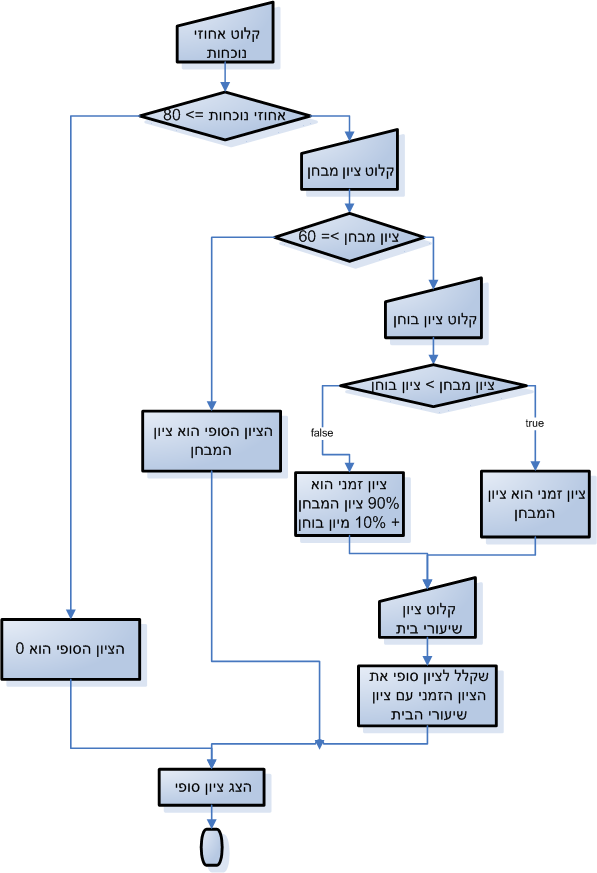 קלוט אחוזי
נוכחות
אחוזי נוכחות => 80
קלוט ציון מבחן
ציון מבחן >= 60
קלוט ציון בוחן
ציון מבחן > ציון בוחן
false
true
הציון הסופי הוא ציון
המבחן
ציון זמני הוא
90% ציון המבחן
+ 10% מיון בוחן
ציון זמני הוא ציון
המבחן
קלוט ציון
שיעורי בית
הציון הסופי הוא 0
שקלל לציון סופי את
הציון הזמני עם ציון
שיעורי הבית
הצג ציון סופי